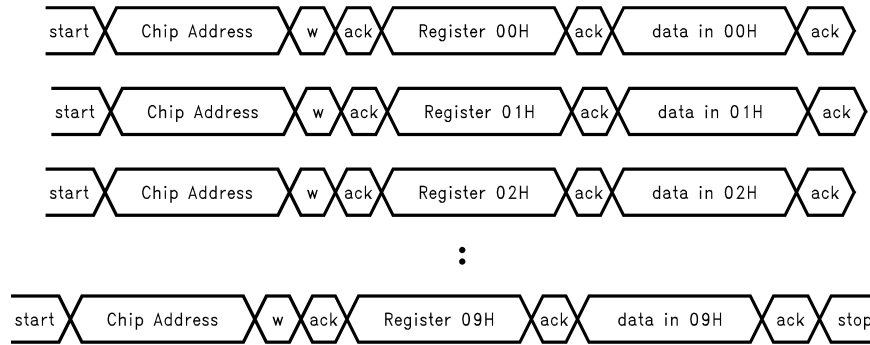 start Chip Address w ack Register 00H ack data in 00H ack
start Chip Address w ack Register 01H ack data in 01H ack
start Chip Address w ack Register 02H ack data in 02H ack
:
start Chip Address w ack Register 09H ack data in 09H ack stop